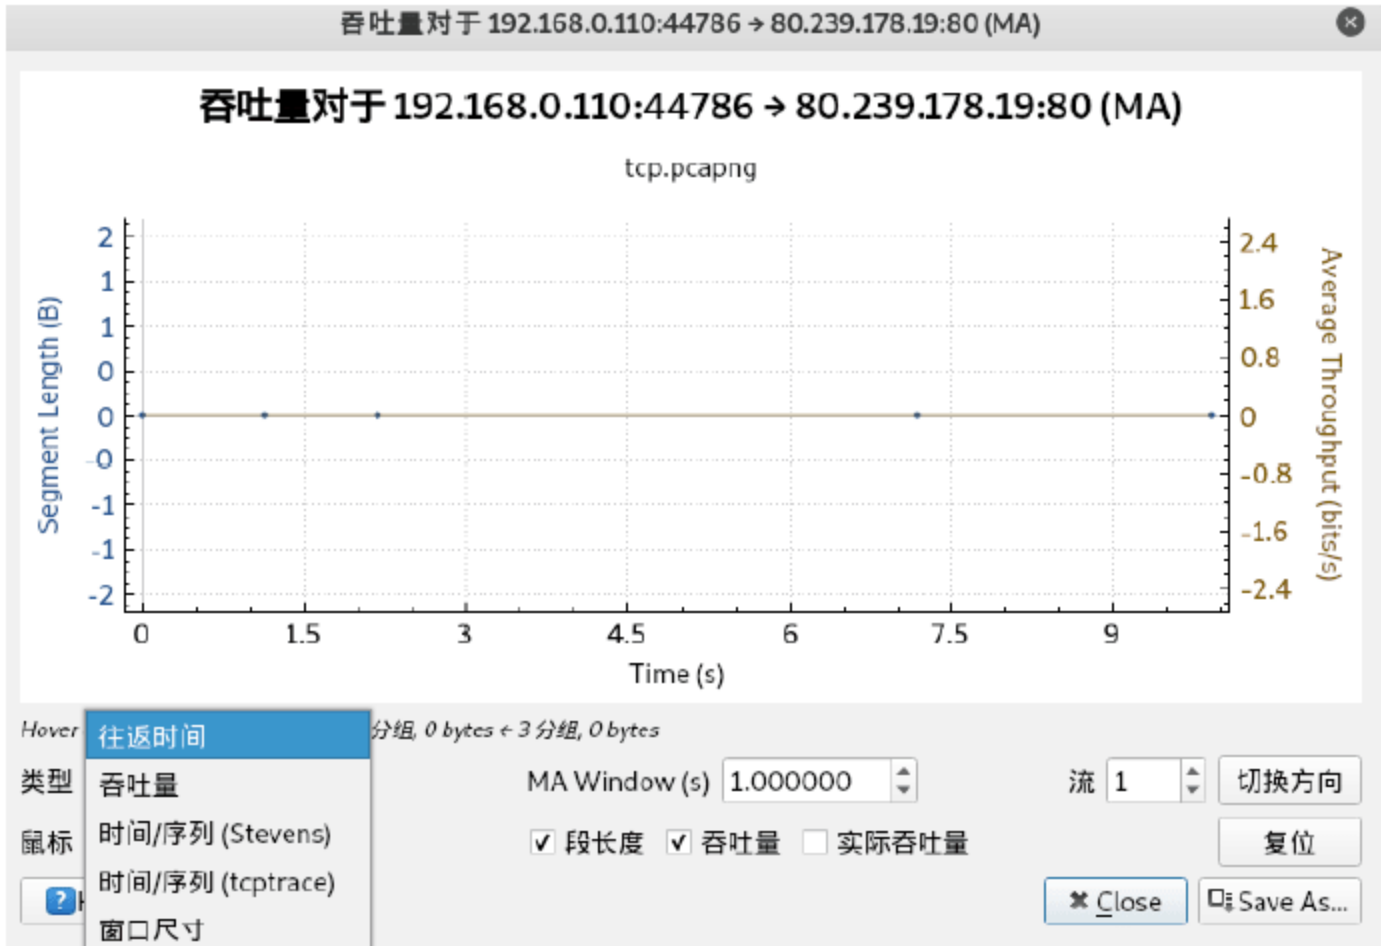 吞吐量对于 192.168.0.110:44786 → 80.239.178.19:80 (MA)
吞吐量对于 192.168.0.110:44786 → 80.239.178.19:80 (MA)
tcp.pcapng
Segment Length (B)
2
1
1
0
0
-0
-1
-1
-2
2.4
1.6
0.8
0
-0.8
-1.6
-2.4
Average Throughput (bits/s)
0 1.5 3 4.5 6 7.5 9
Time (s)
Hover 分组, 0 bytes ← 3 分组, 0 bytes
往返时间
吞吐量
时间/序列 (Stevens)
时间/序列 (tcptrace)
窗口尺寸
类型 MA Window (s) 1.000000 流 1 切换方向
鼠标 段长度 吞吐量 实际吞吐量 复位
? Close Save As...